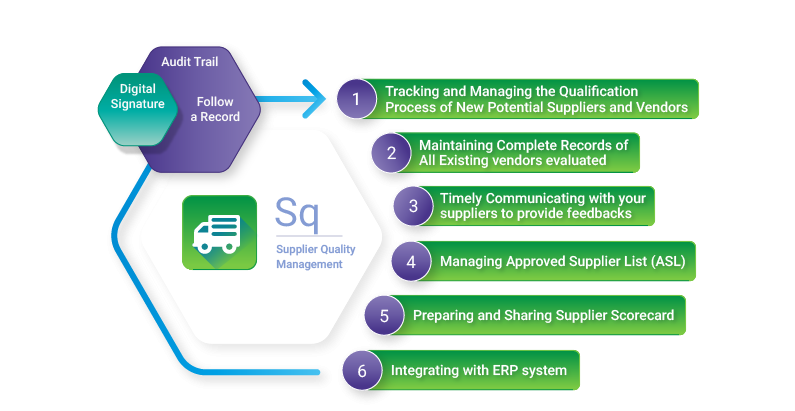 Audit Trail
Digital
Signature
Follow
a Record
Sq
Supplier Quality
Management
1
Tracking and Managing the Qualification
Process of New Potential Suppliers and Vendors
2
Maintaining Complete Records of
All Existing vendors evaluated
3
Timely Communicating with your
suppliers to provide feedbacks
4
Managing Approved Supplier List (ASL)
5
Preparing and Sharing Supplier Scorecard
6
Integrating with ERP system